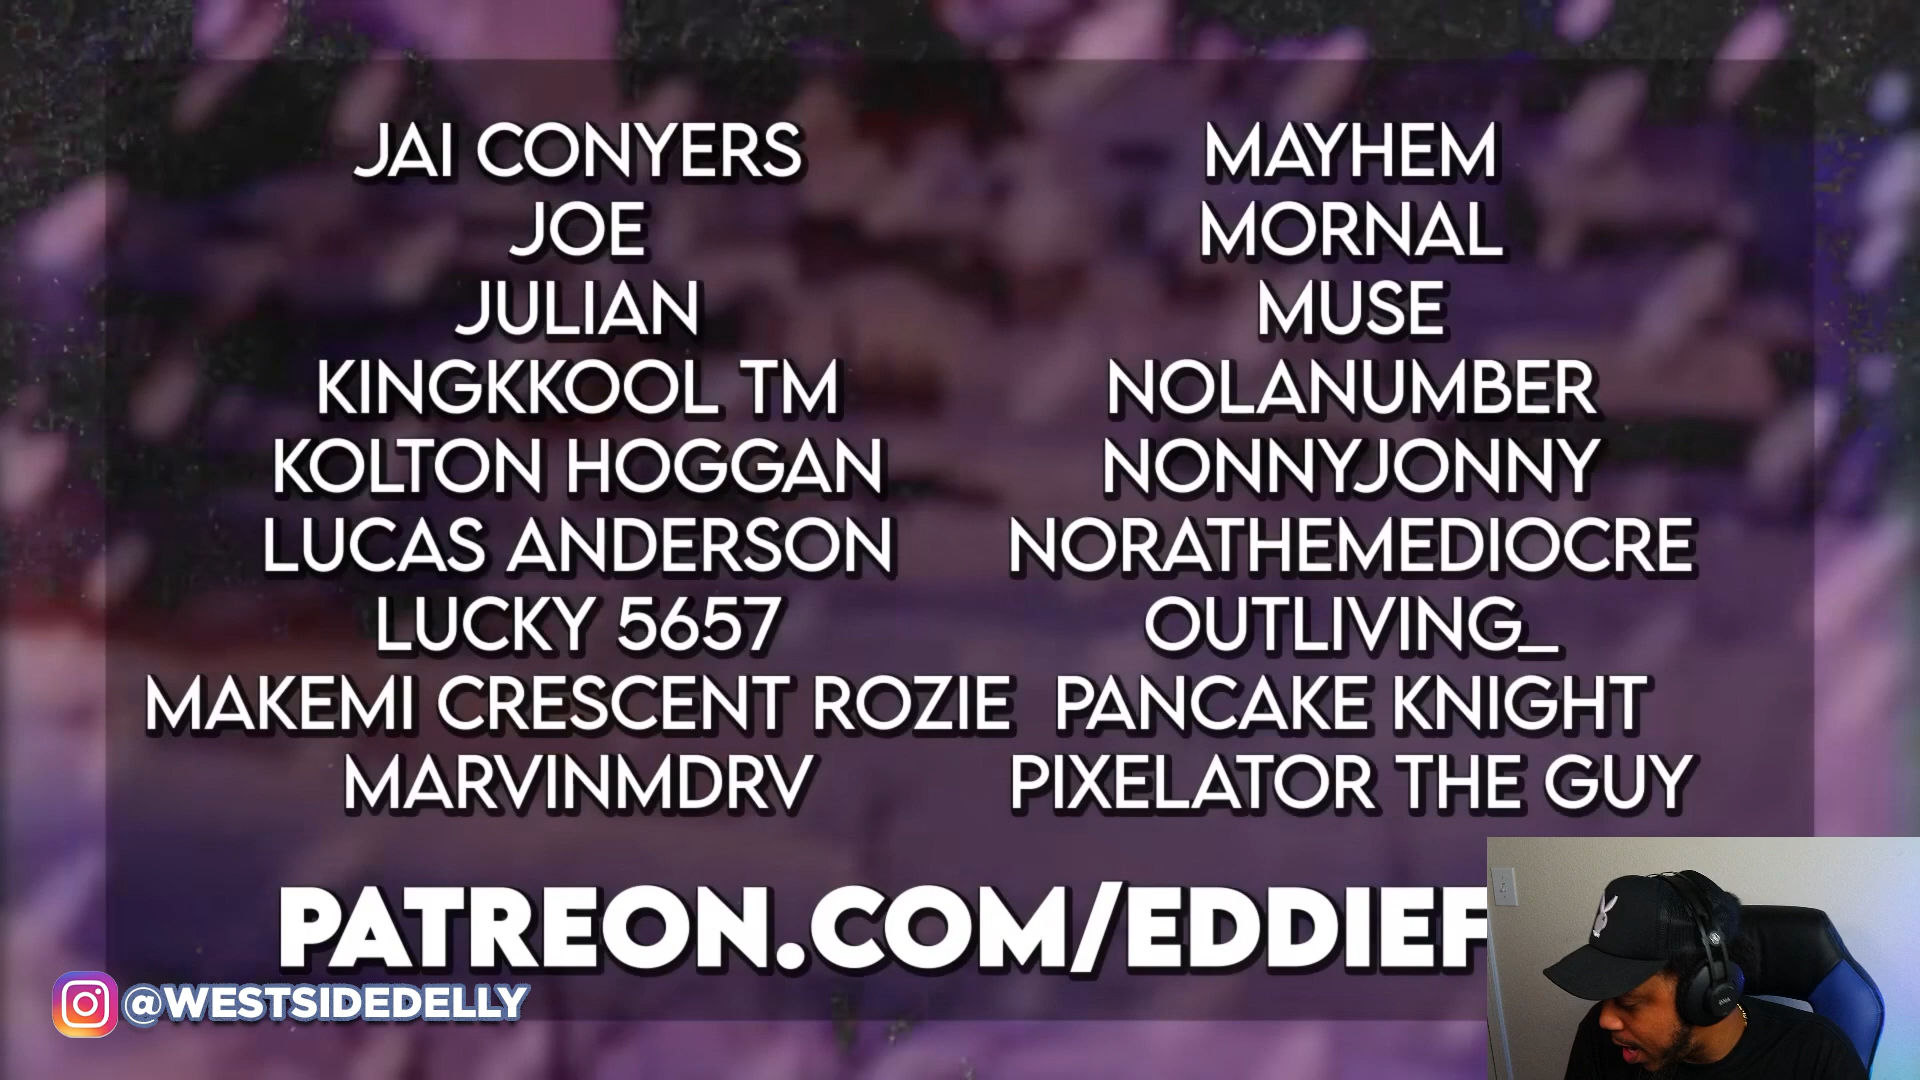 JAI CONYERS
JOE
JULIAN
KINGKKOOL TM
KOLTON HOGGAN
LUCAS ANDERSON
LUCKY 5657
MAKEMI CRESCENT ROZIE
MARVINMDRV
MAYHEM
MORNAL
MUSE
NOLANUMBER
NONNYJONNY
NORATHEMEDIOCRE
OUTLIVING_
PANCAKE KNIGHT
PIXELATOR THE GUY
PATREON.COM/EDDIEF
@WESTSIDEDELLY